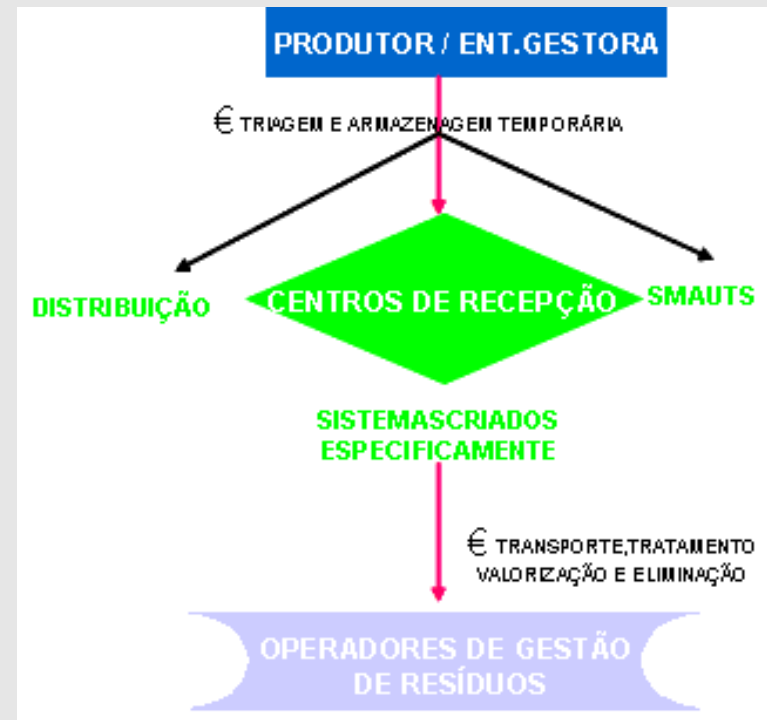 PRODUTOR / ENT.GESTORA
€ TRIAGEM E ARMAZENAGEM TEMPORÁRIA
DISTRIBUIÇÃO
CENTROS DE RECEPÇÃO
SMAUTS
SISTEMASCRIADOS
ESPECIFICAMENTE
€ TRANSPORTE,TRATAMENTO
VALORIZAÇÃO E ELIMINAÇÃO
OPERADORES DE GESTÃO
DE RESÍDUOS